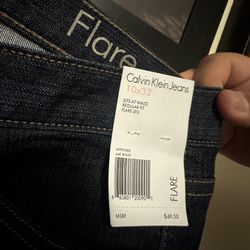 Flare
Calvin Klein Jeans
10x32
SITS AT WAIST
REGULAR FIT
FLARE LEG
FLARE
MSRP
$49.50